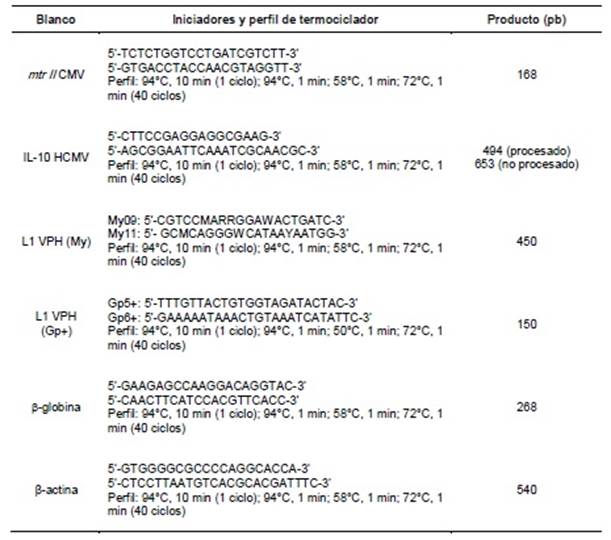 Blanco Iniciadores y perfil de termociclador Producto (pb)
mtr II CMV
5'-TCTCTGGTCCTGATCGTCTT-3'
5'-GTGACCTACCAACGTAGGTT-3'
Perfil: 94°C, 10 min (1 ciclo); 94°C, 1 min; 58°C, 1 min; 72°C, 1
min (40 ciclos)
168
IL-10 HCMV
5'-CTTCCGAGGAGGCGAAG-3'
5'-AGCGGAATTCAAATCGCAACGC-3'
Perfil: 94°C, 10 min (1 ciclo); 94°C, 1 min; 58°C, 1 min; 72°C, 1
min (40 ciclos)
494 (procesado)
653 (no procesado)
L1 VPH (My)
My09: 5'-CGTCCMARRGGAWACTGATC-3'
My11: 5'- GCMCAGGGWCATAAYAATGG-3'
Perfil: 94°C, 10 min (1 ciclo); 94°C, 1 min; 58°C, 1 min; 72°C, 1
min (40 ciclos)
450
L1 VPH
(Gp+)
Gp5+: 5'-TTTGTTACTGTGGTAGATACTAC-3'
Gp6+: 5'-GAAAAATAAACTGTAAATCATATTC-3'
Perfil: 94°C, 10 min (1 ciclo); 94°C, 1 min; 50°C, 1 min; 72°C, 1
min (40 ciclos)
150
β-globina
5'-GAAGAGCCAAGGACAGGTAC-3'
5'-CAACTTCATCCACGTTCACC-3'
Perfil: 94°C, 10 min (1 ciclo); 94°C, 1 min; 58°C, 1 min; 72°C, 1
min (40 ciclos)
268
β-actina
5'-GTGGGGCGCCCCAGGCACCA-3'
5'-CTCCTTAATGTCACGCACGATTTC-3'
Perfil: 94°C, 10 min (1 ciclo); 94°C, 1 min; 58°C, 1 min; 72°C, 1
min (40 ciclos)
540